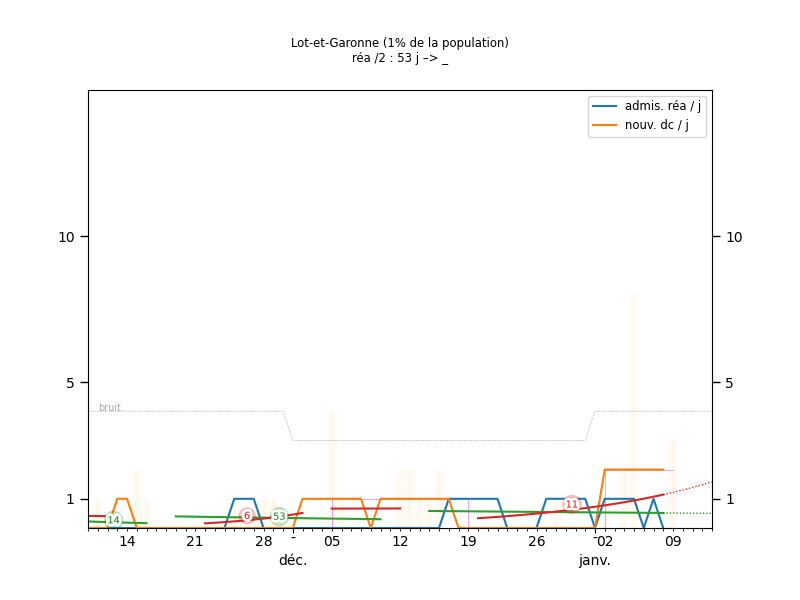 Lot-et-Garonne (1% de la population)
réa /2 : 53 j –> _
admis. réa / j
nouv. dc / j
10
10
5
5
bruit
1
1
14
6
53
11
14
21
28
05
12
19
26
02
09
déc.
janv.